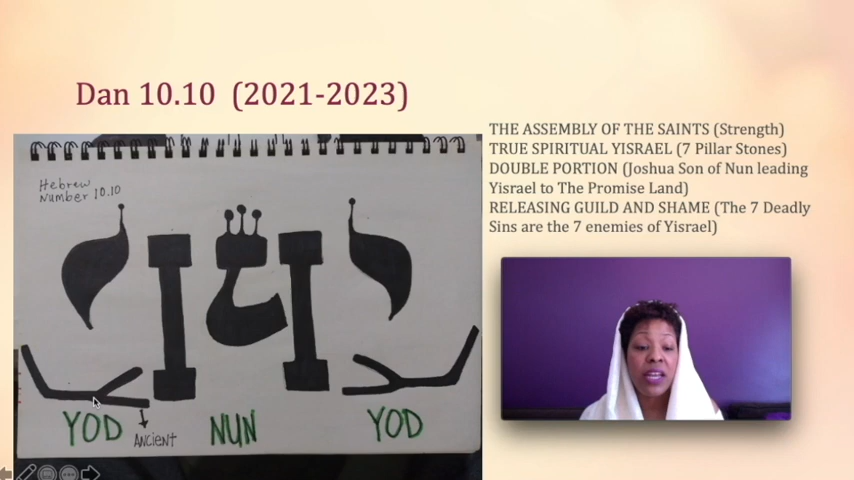 Dan 10.10 (2021-2023)
THE ASSEMBLY OF THE SAINTS (Strength)
TRUE SPIRITUAL YISRAEL (7 Pillar Stones)
DOUBLE PORTION (Joshua Son of Nun leading
Yisrael to The Promise Land)
RELEASING GUILD AND SHAME (The 7 Deadly
Sins are the 7 enemies of Yisrael)
Hebrew
Number 10.10
YOD
ANCIENT
NUN
YOD